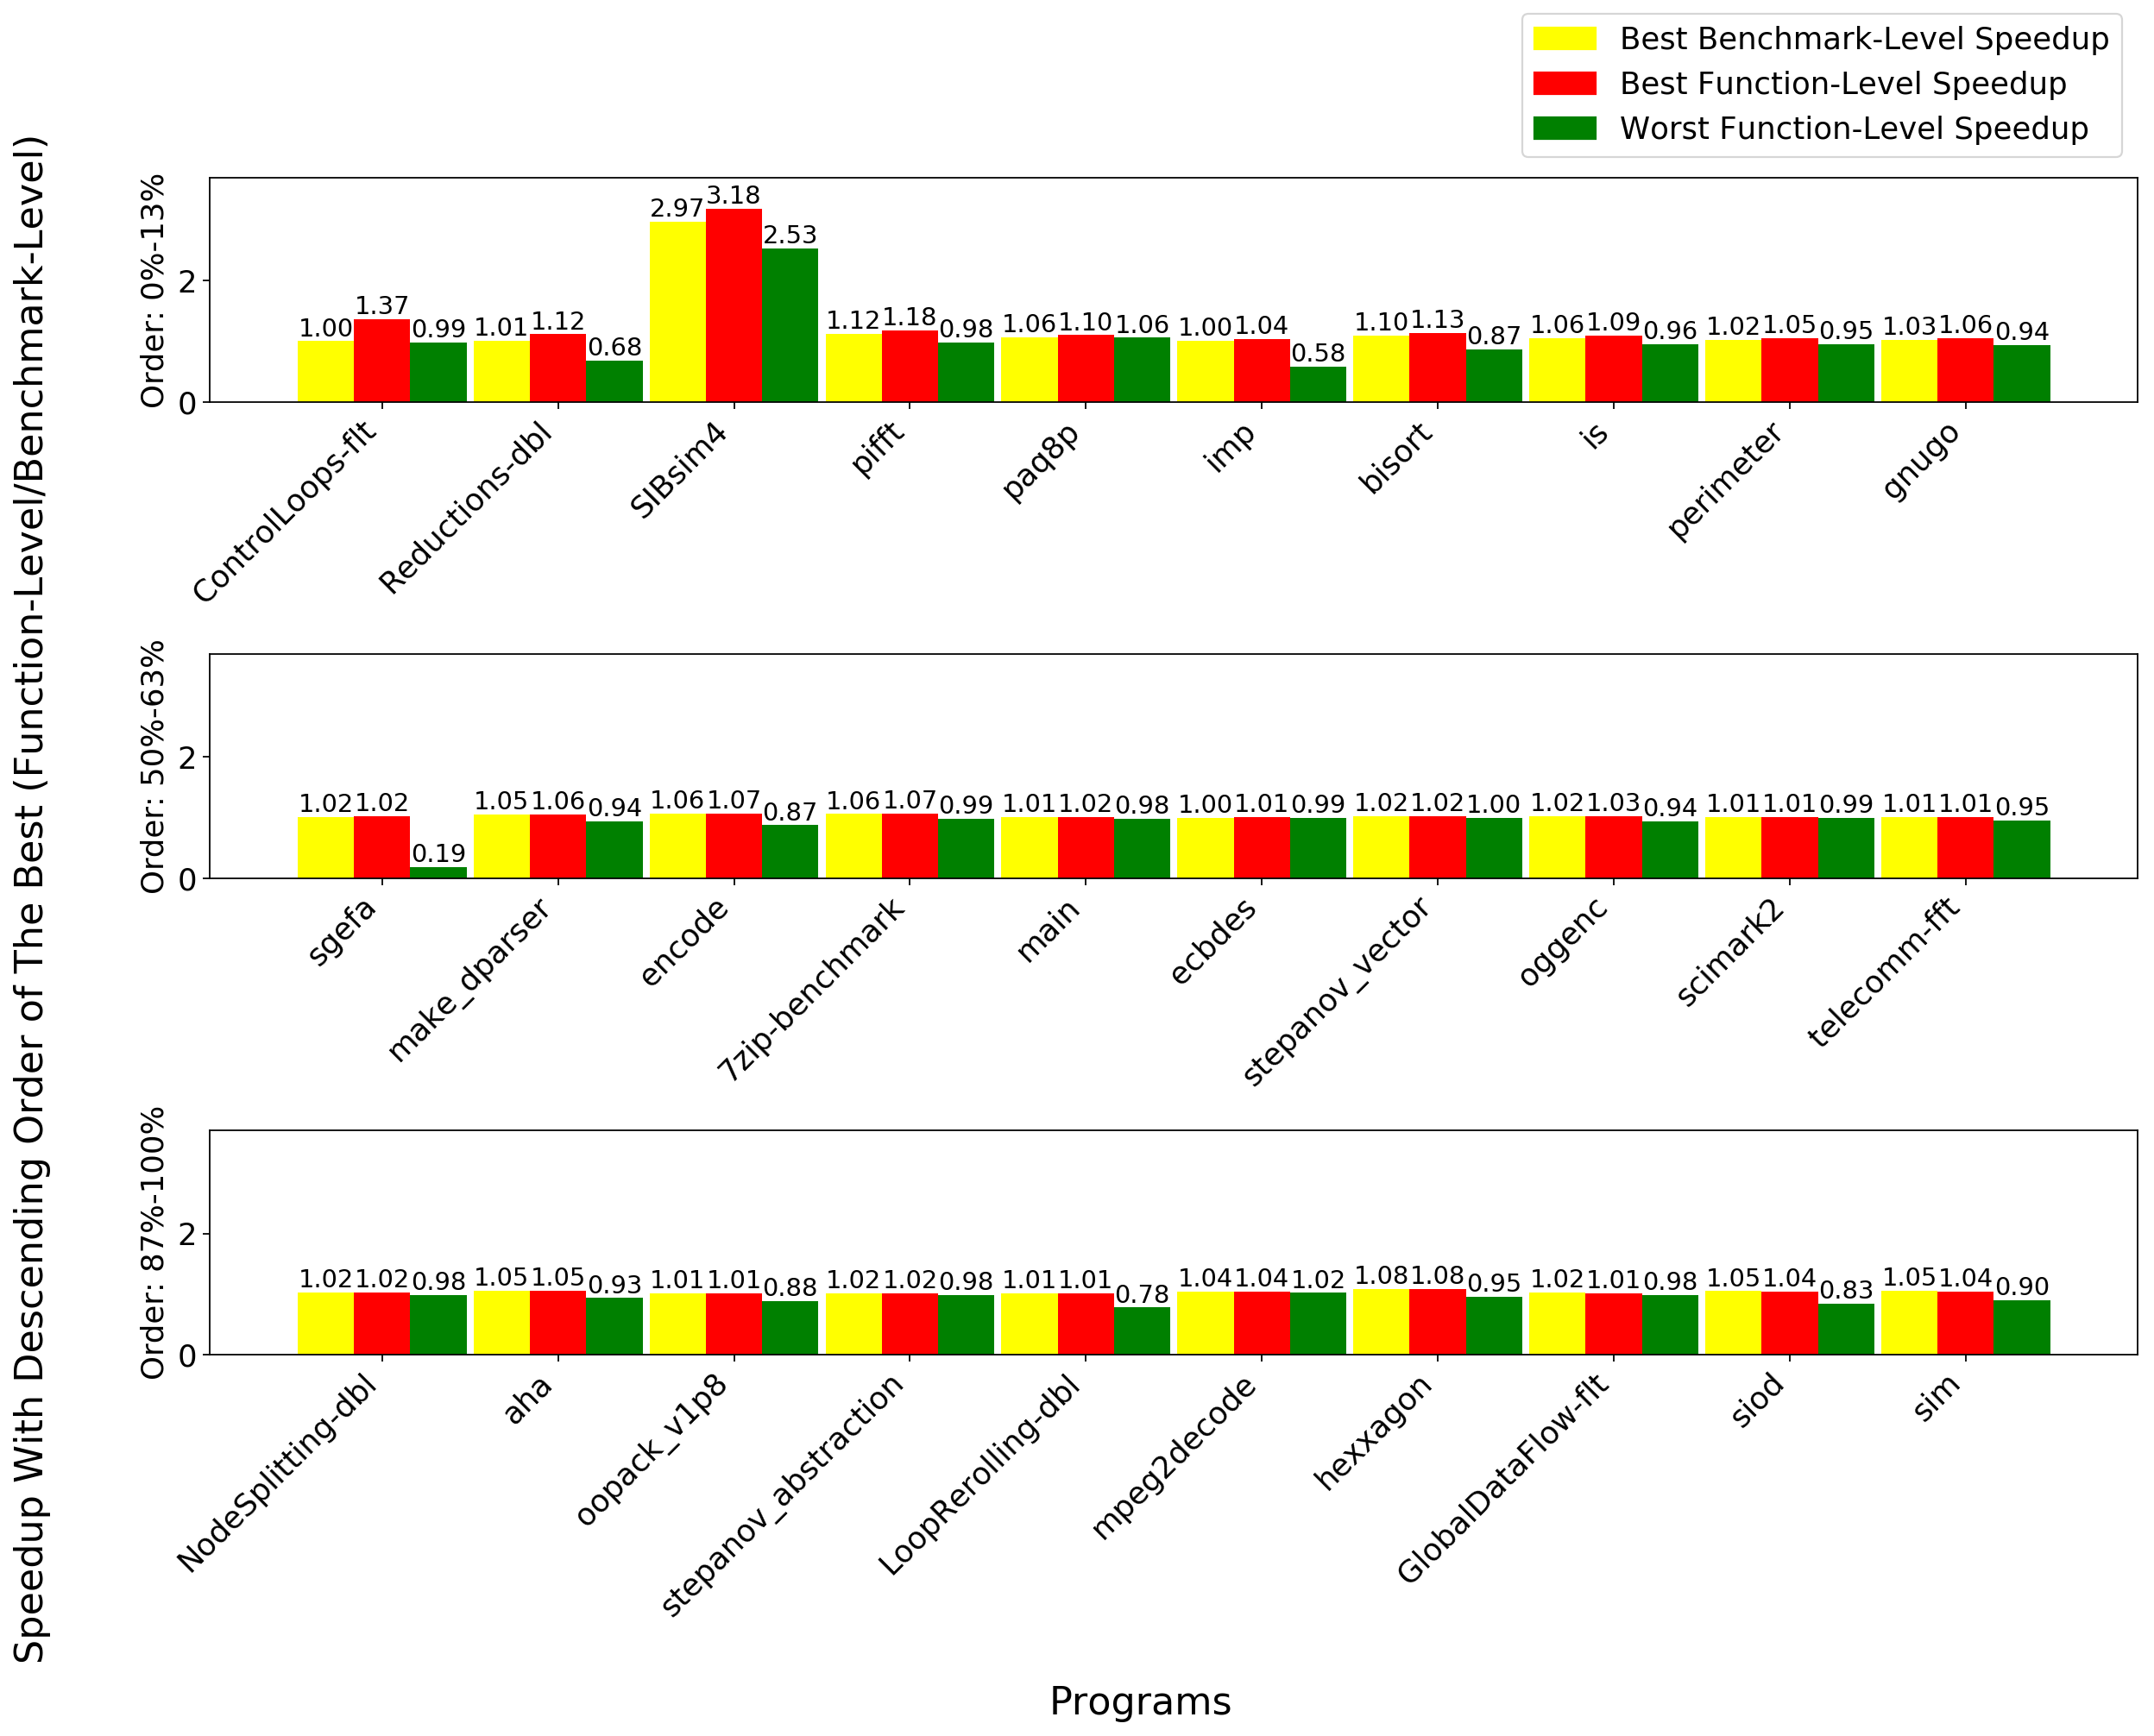 Best Benchmark-Level Speedup
Best Function-Level Speedup
Worst Function-Level Speedup
Speedup With Descending Order of The Best (Function-Level/Benchmark-Level)
Order: 0%-13%
2
0
1.00 1.37 0.99 1.01 1.12 0.68 2.97 3.18 2.53 1.12 1.18 0.98 1.06 1.10 1.06 1.00 1.04 0.58 1.10 1.13 0.87 1.06 1.09 0.96 1.02 1.05 0.95 1.03 1.06 0.94
ControlLoops-flt Reductions-dbl SIBsim4 pifft paq8p imp bisort is perimeter gnugo
Order: 50%-63%
2
0
1.02 1.02 0.19 1.05 1.06 0.94 1.06 1.07 0.87 1.06 1.07 0.99 1.01 1.02 0.98 1.00 1.01 0.99 1.02 1.02 1.00 1.02 1.03 0.94 1.01 1.01 0.99 1.01 1.01 0.95
sgefa make_dparser encode 7zip-benchmark main ecbdes stepanov_vector oggenc scimark2 telecomm-fft
Order: 87%-100%
2
0
1.02 1.02 0.98 1.05 1.05 0.93 1.01 1.01 0.88 1.02 1.02 0.98 1.01 1.01 0.78 1.04 1.04 1.02 1.08 1.08 0.95 1.02 1.01 0.98 1.05 1.04 0.83 1.05 1.04 0.90
NodeSplitting-dbl aha oopack_v1p8 stepanov_abstraction LoopRerolling-dbl mpeg2decode hexxagon GlobalDataFlow-flt siod sim
Programs